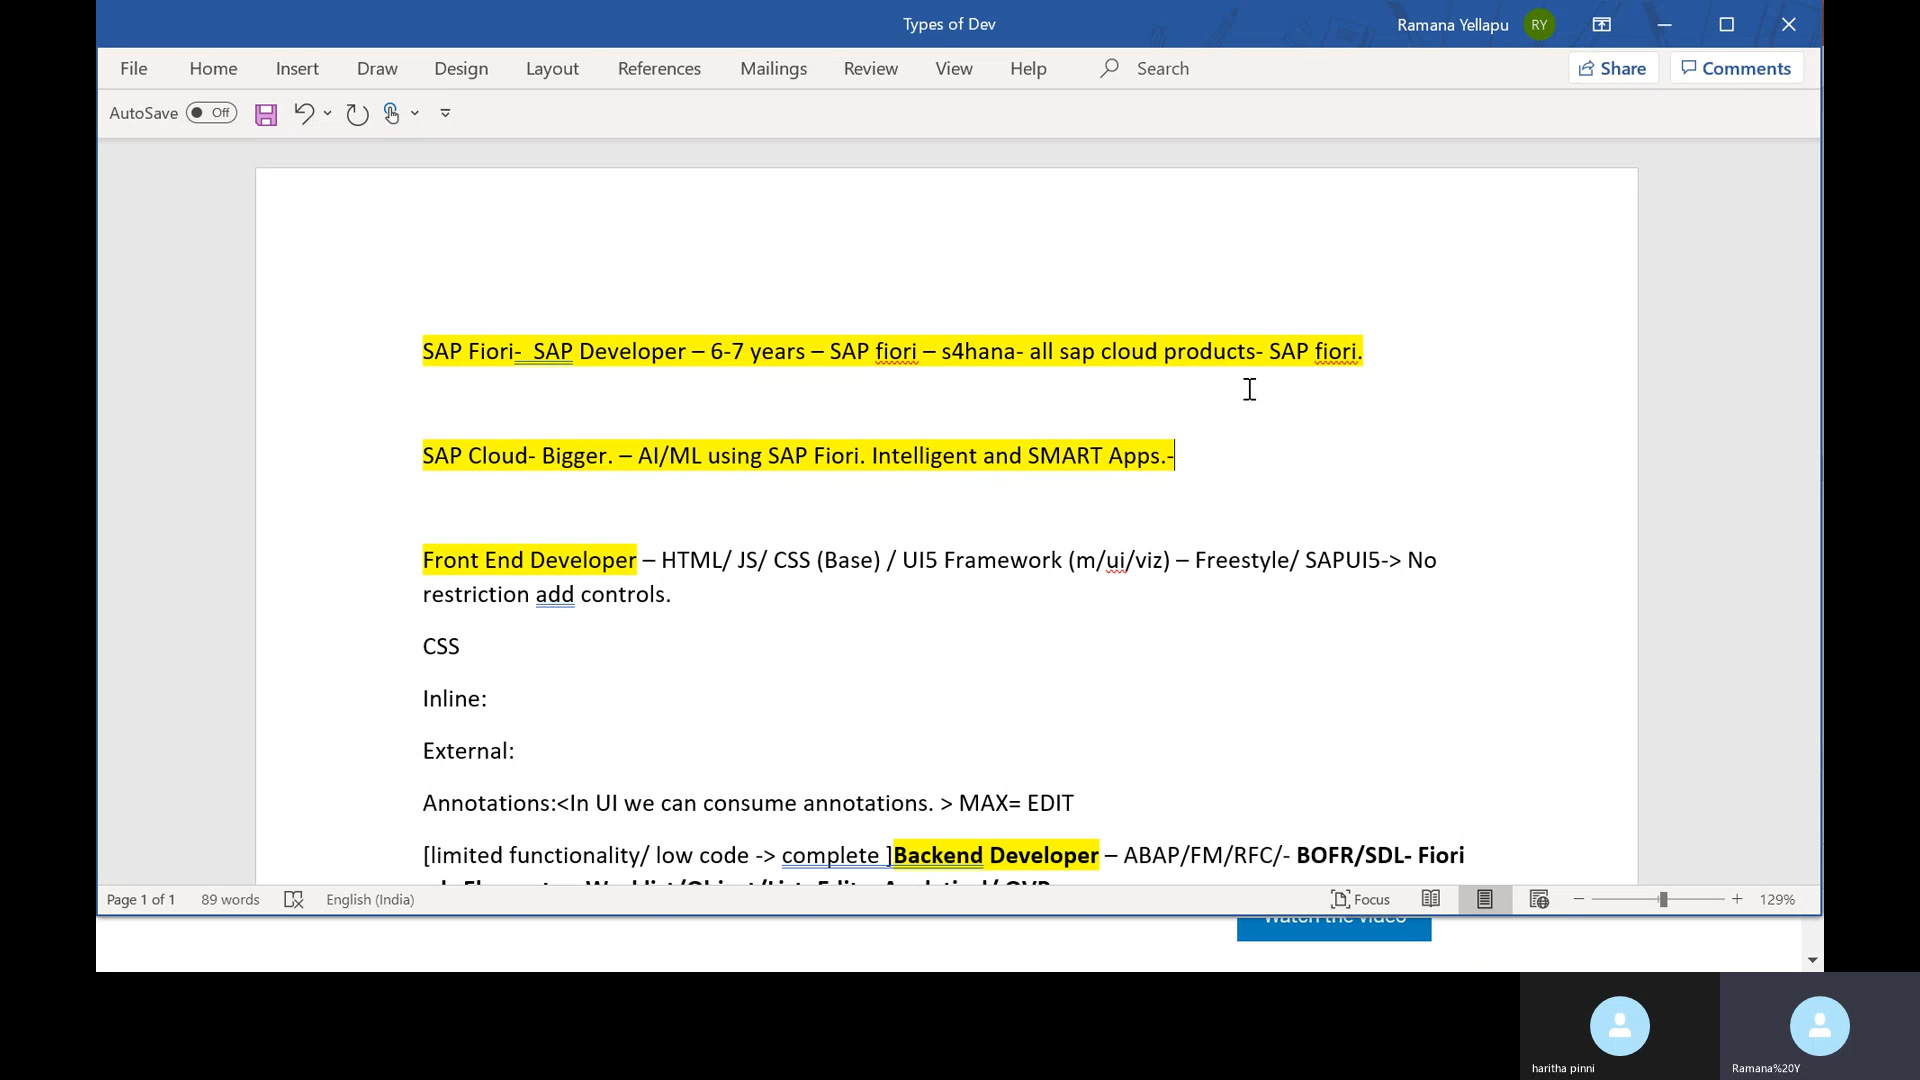 Types of Dev
Ramana Yellapu RY
File Home Insert Draw Design Layout References Mailings Review View Help Search Share Comments
AutoSave Off
SAP Fiori-  SAP Developer – 6-7 years – SAP fiori – s4hana- all sap cloud products- SAP fiori.
SAP Cloud- Bigger. – AI/ML using SAP Fiori. Intelligent and SMART Apps.-
Front End Developer – HTML/ JS/ CSS (Base) / UI5 Framework (m/ui/viz) – Freestyle/ SAPUI5-> No
restriction add controls.
CSS
Inline:
External:
Annotations:<In UI we can consume annotations. > MAX= EDIT
[limited functionality/ low code -> complete ]Backend Developer – ABAP/FM/RFC/- BOFR/SDL- Fiori
Page 1 of 1 89 words English (India) Focus 129%
Watch the video
haritha pinni Ramana%20Y